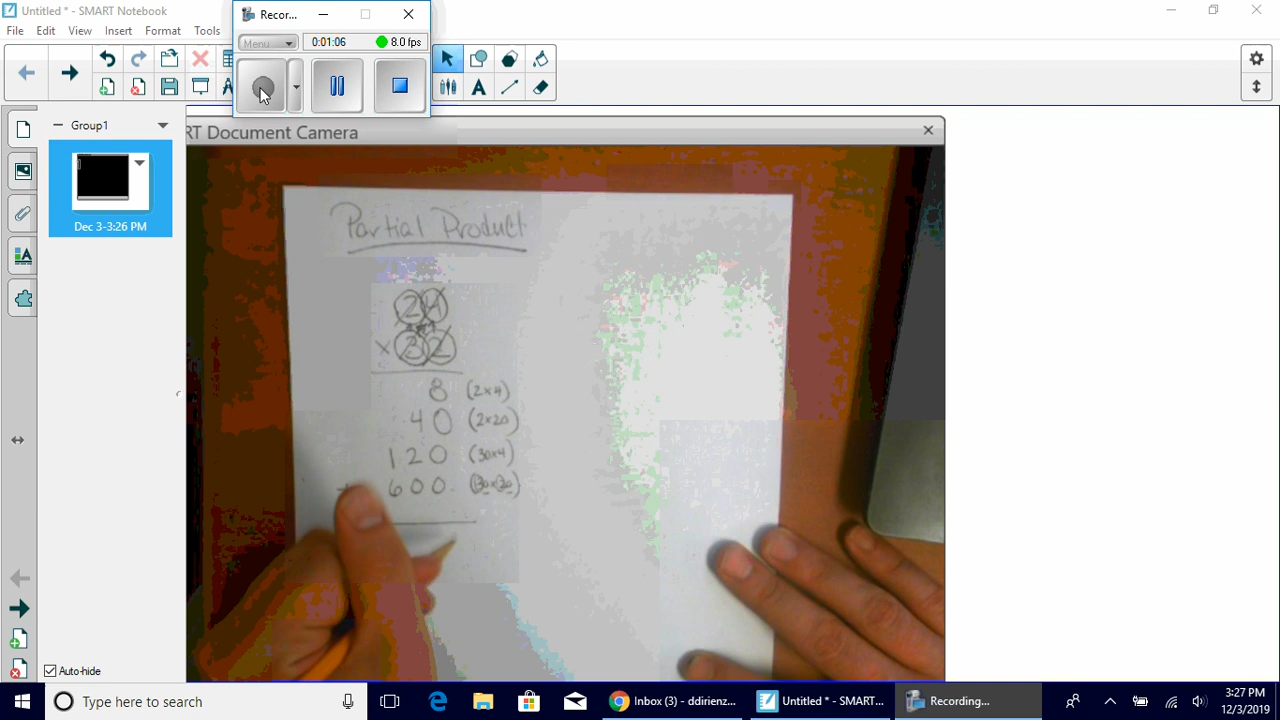 Untitled * - SMART Notebook
Recor...
File Edit View Insert Format Tools
Menu
0:01:06
8.0 fps
Group1
RT Document Camera
Dec 3-3:26 PM
Partial Product
24
× 32
8 (2×4)
40 (2×20)
120 (30×4)
+ 600
Auto-hide
Type here to search
Inbox (3) - ddirienz...
Untitled * - SMART...
Recording...
3:27 PM
12/3/2019